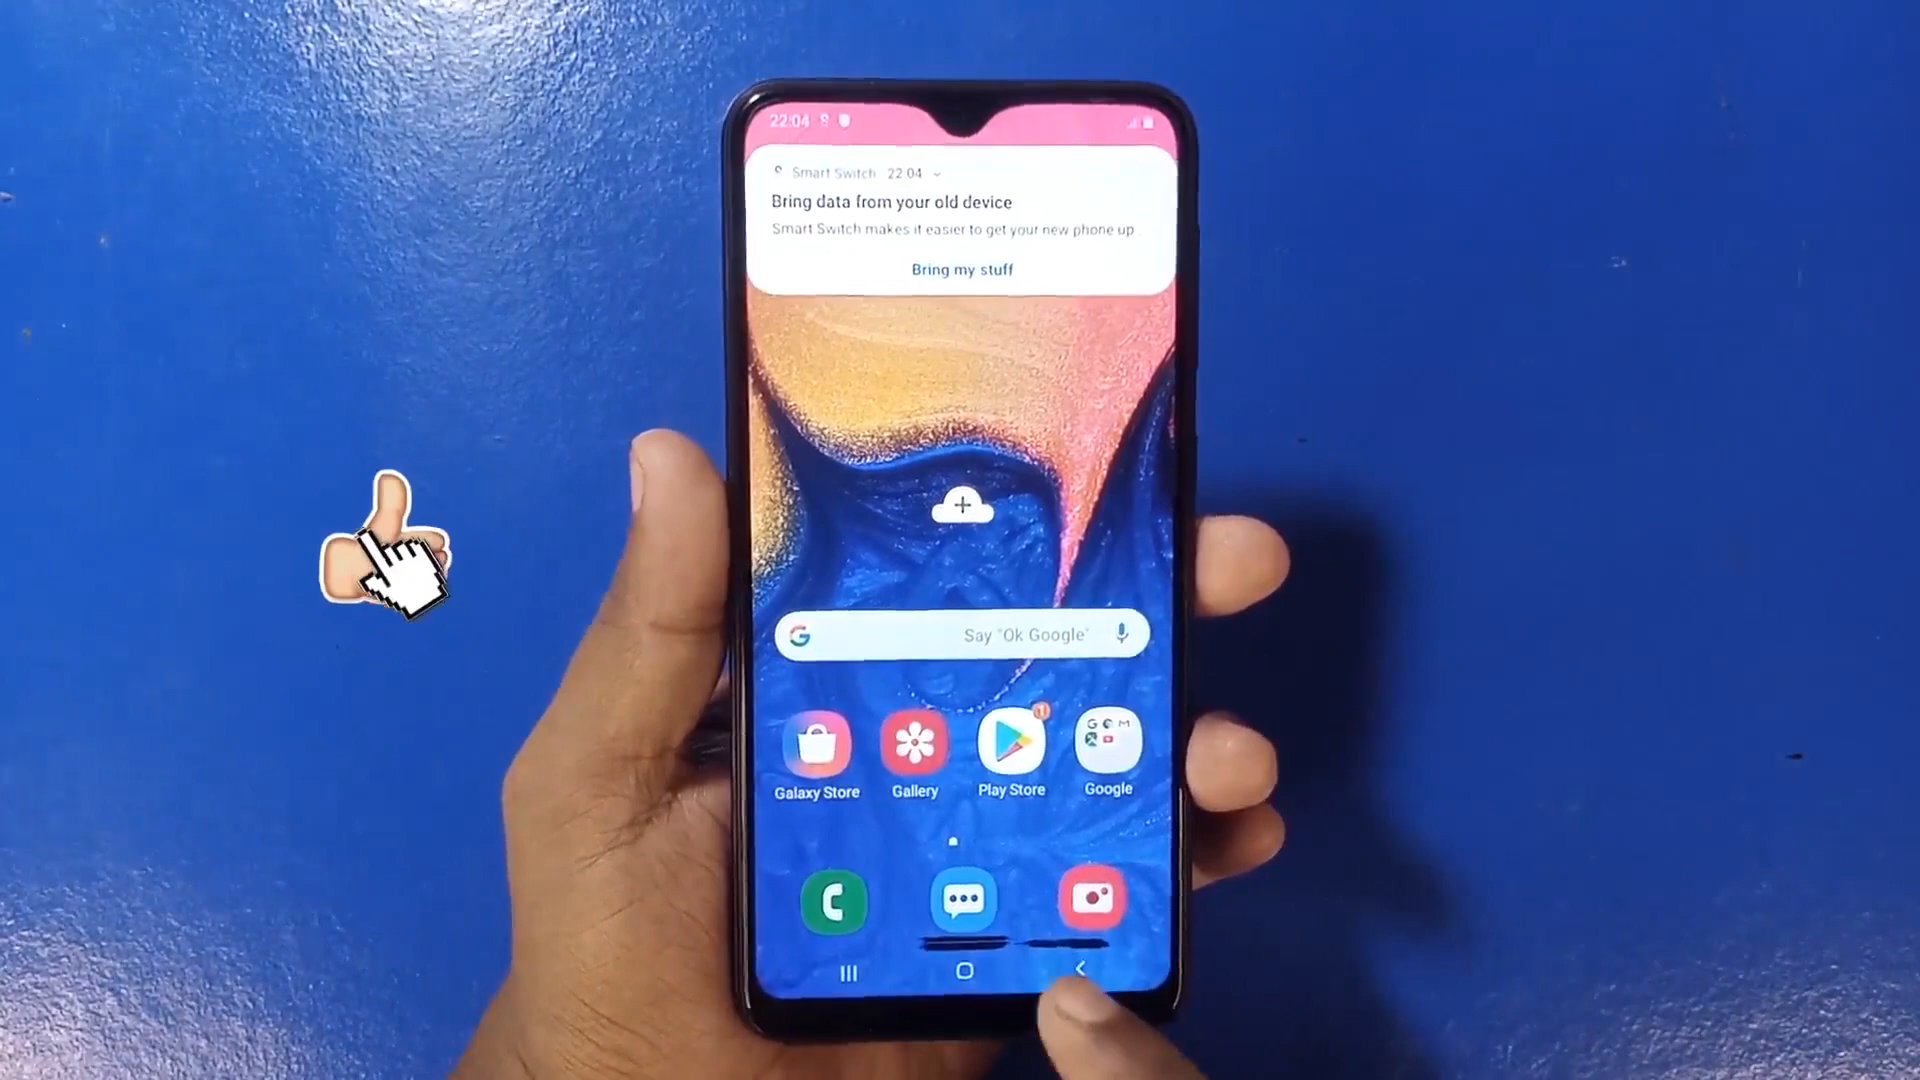 22:04
Smart Switch 22:04
Bring data from your old device
Smart Switch makes it easier to get your new phone up
Bring my stuff
G Say "Ok Google"
1
G M
Galaxy Store Gallery Play Store Google